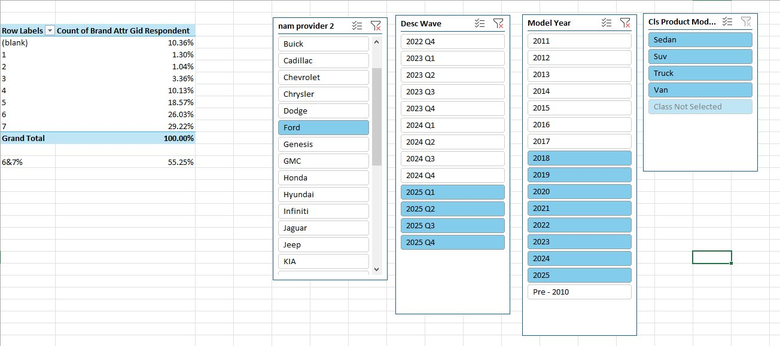 Row Labels Count of Brand Attr Gid Respondent
(blank) 10.36%
1 1.30%
2 1.04%
3 3.36%
4 10.13%
5 18.57%
6 26.03%
7 29.22%
Grand Total 100.00%
6&7% 55.25%
nam provider 2
Buick
Cadillac
Chevrolet
Chrysler
Dodge
Ford
Genesis
GMC
Honda
Hyundai
Infiniti
Jaguar
Jeep
KIA
Desc Wave
2022 Q4
2023 Q1
2023 Q2
2023 Q3
2023 Q4
2024 Q1
2024 Q2
2024 Q3
2024 Q4
2025 Q1
2025 Q2
2025 Q3
2025 Q4
Model Year
2011
2012
2013
2014
2015
2016
2017
2018
2019
2020
2021
2022
2023
2024
2025
Pre - 2010
Cls Product Mod...
Sedan
Suv
Truck
Van
Class Not Selected